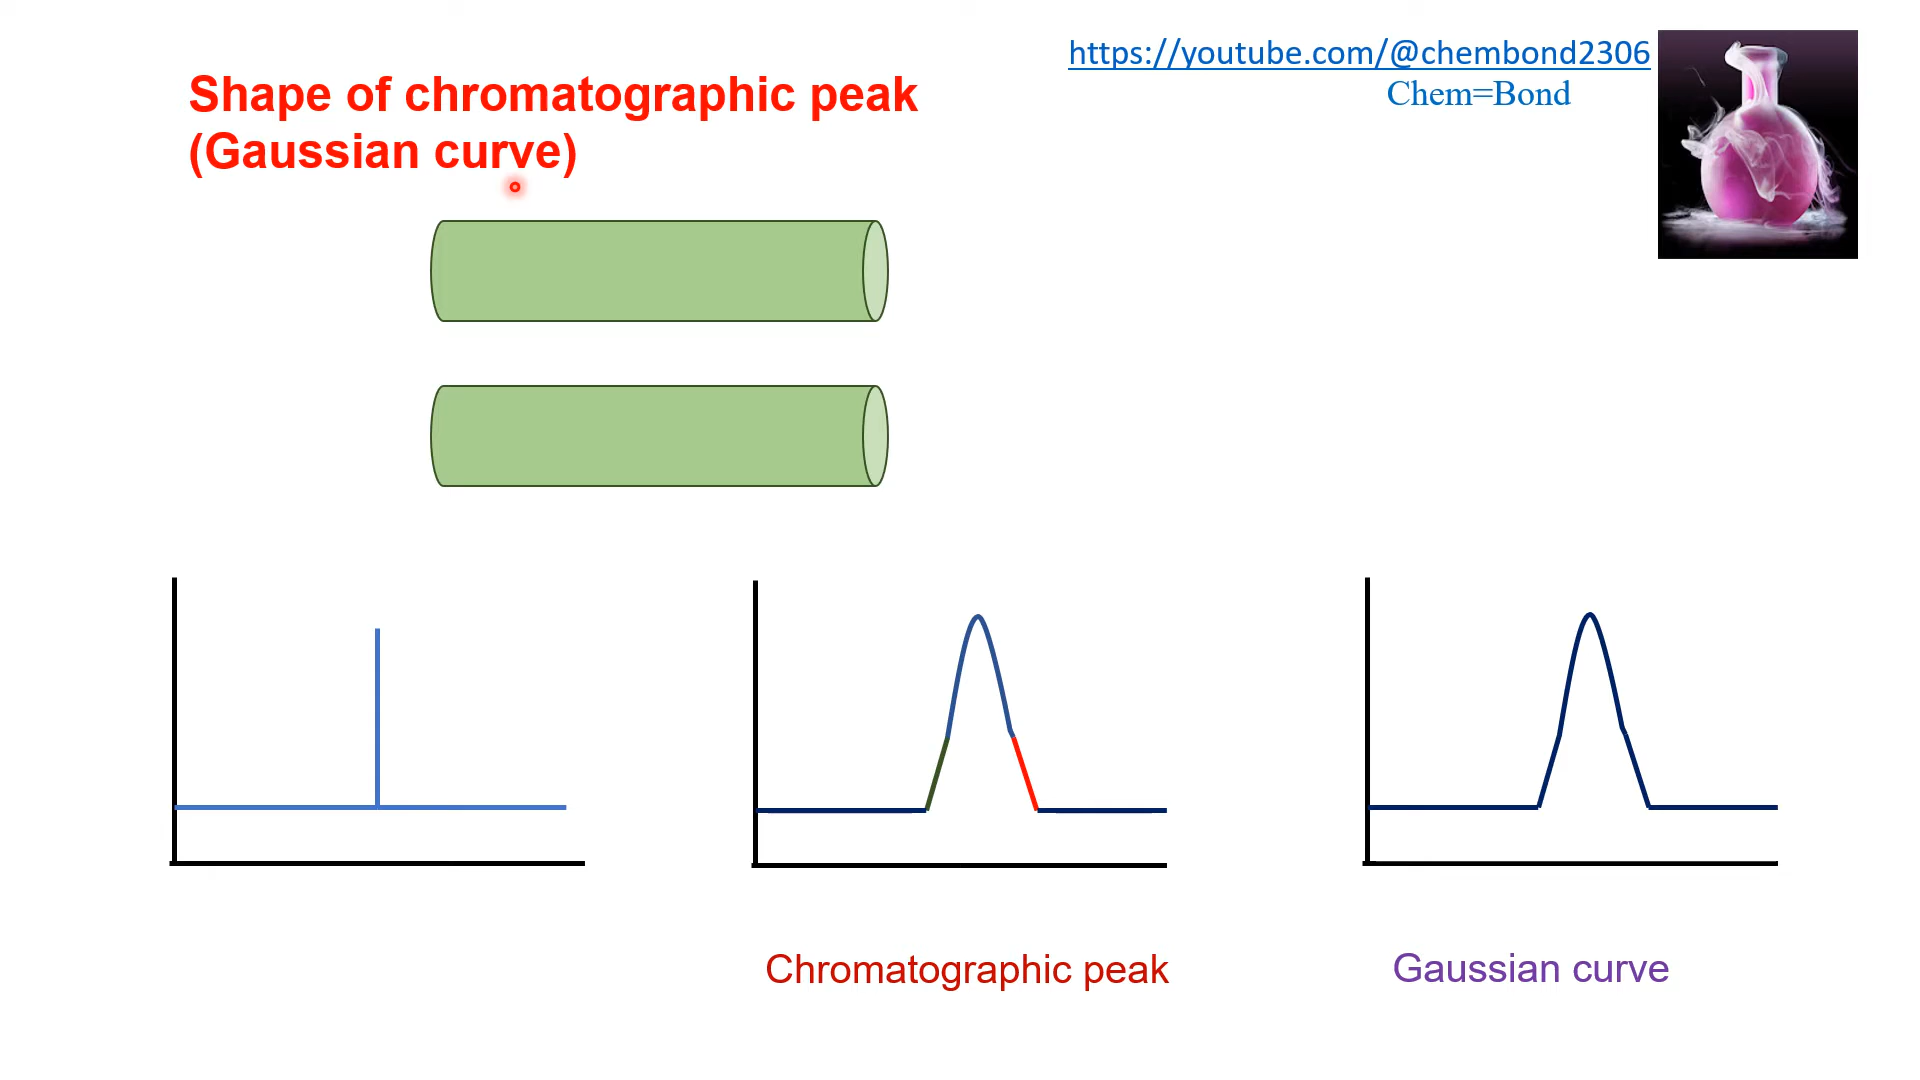 https://youtube.com/@chembond2306
Chem=Bond
Shape of chromatographic peak
(Gaussian curve)
Chromatographic peak
Gaussian curve